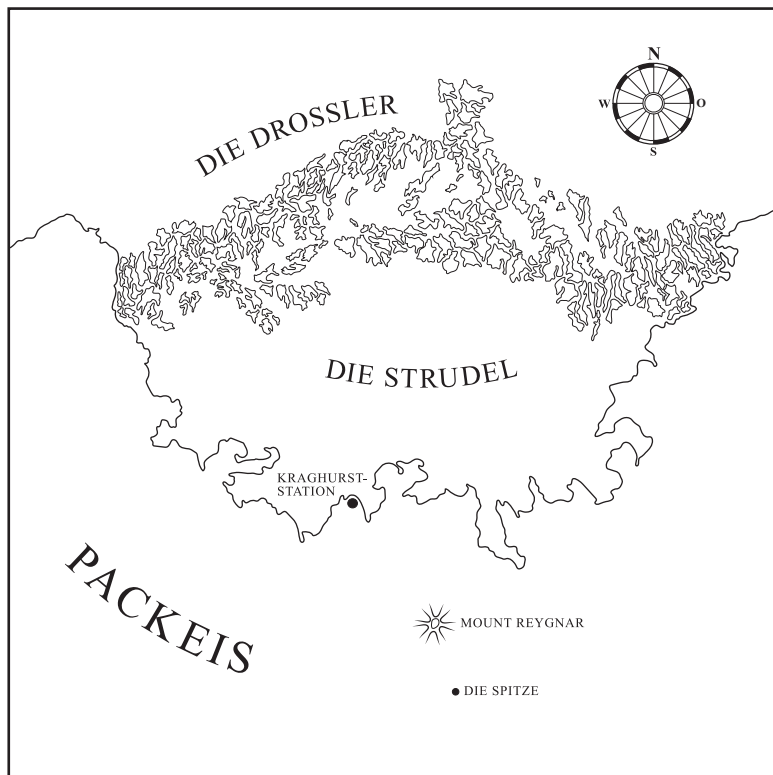 N
W O
S
DIE DROSSLER
DIE STRUDEL
KRAGHURST-
STATION
PACKEIS
MOUNT REYGNAR
DIE SPITZE